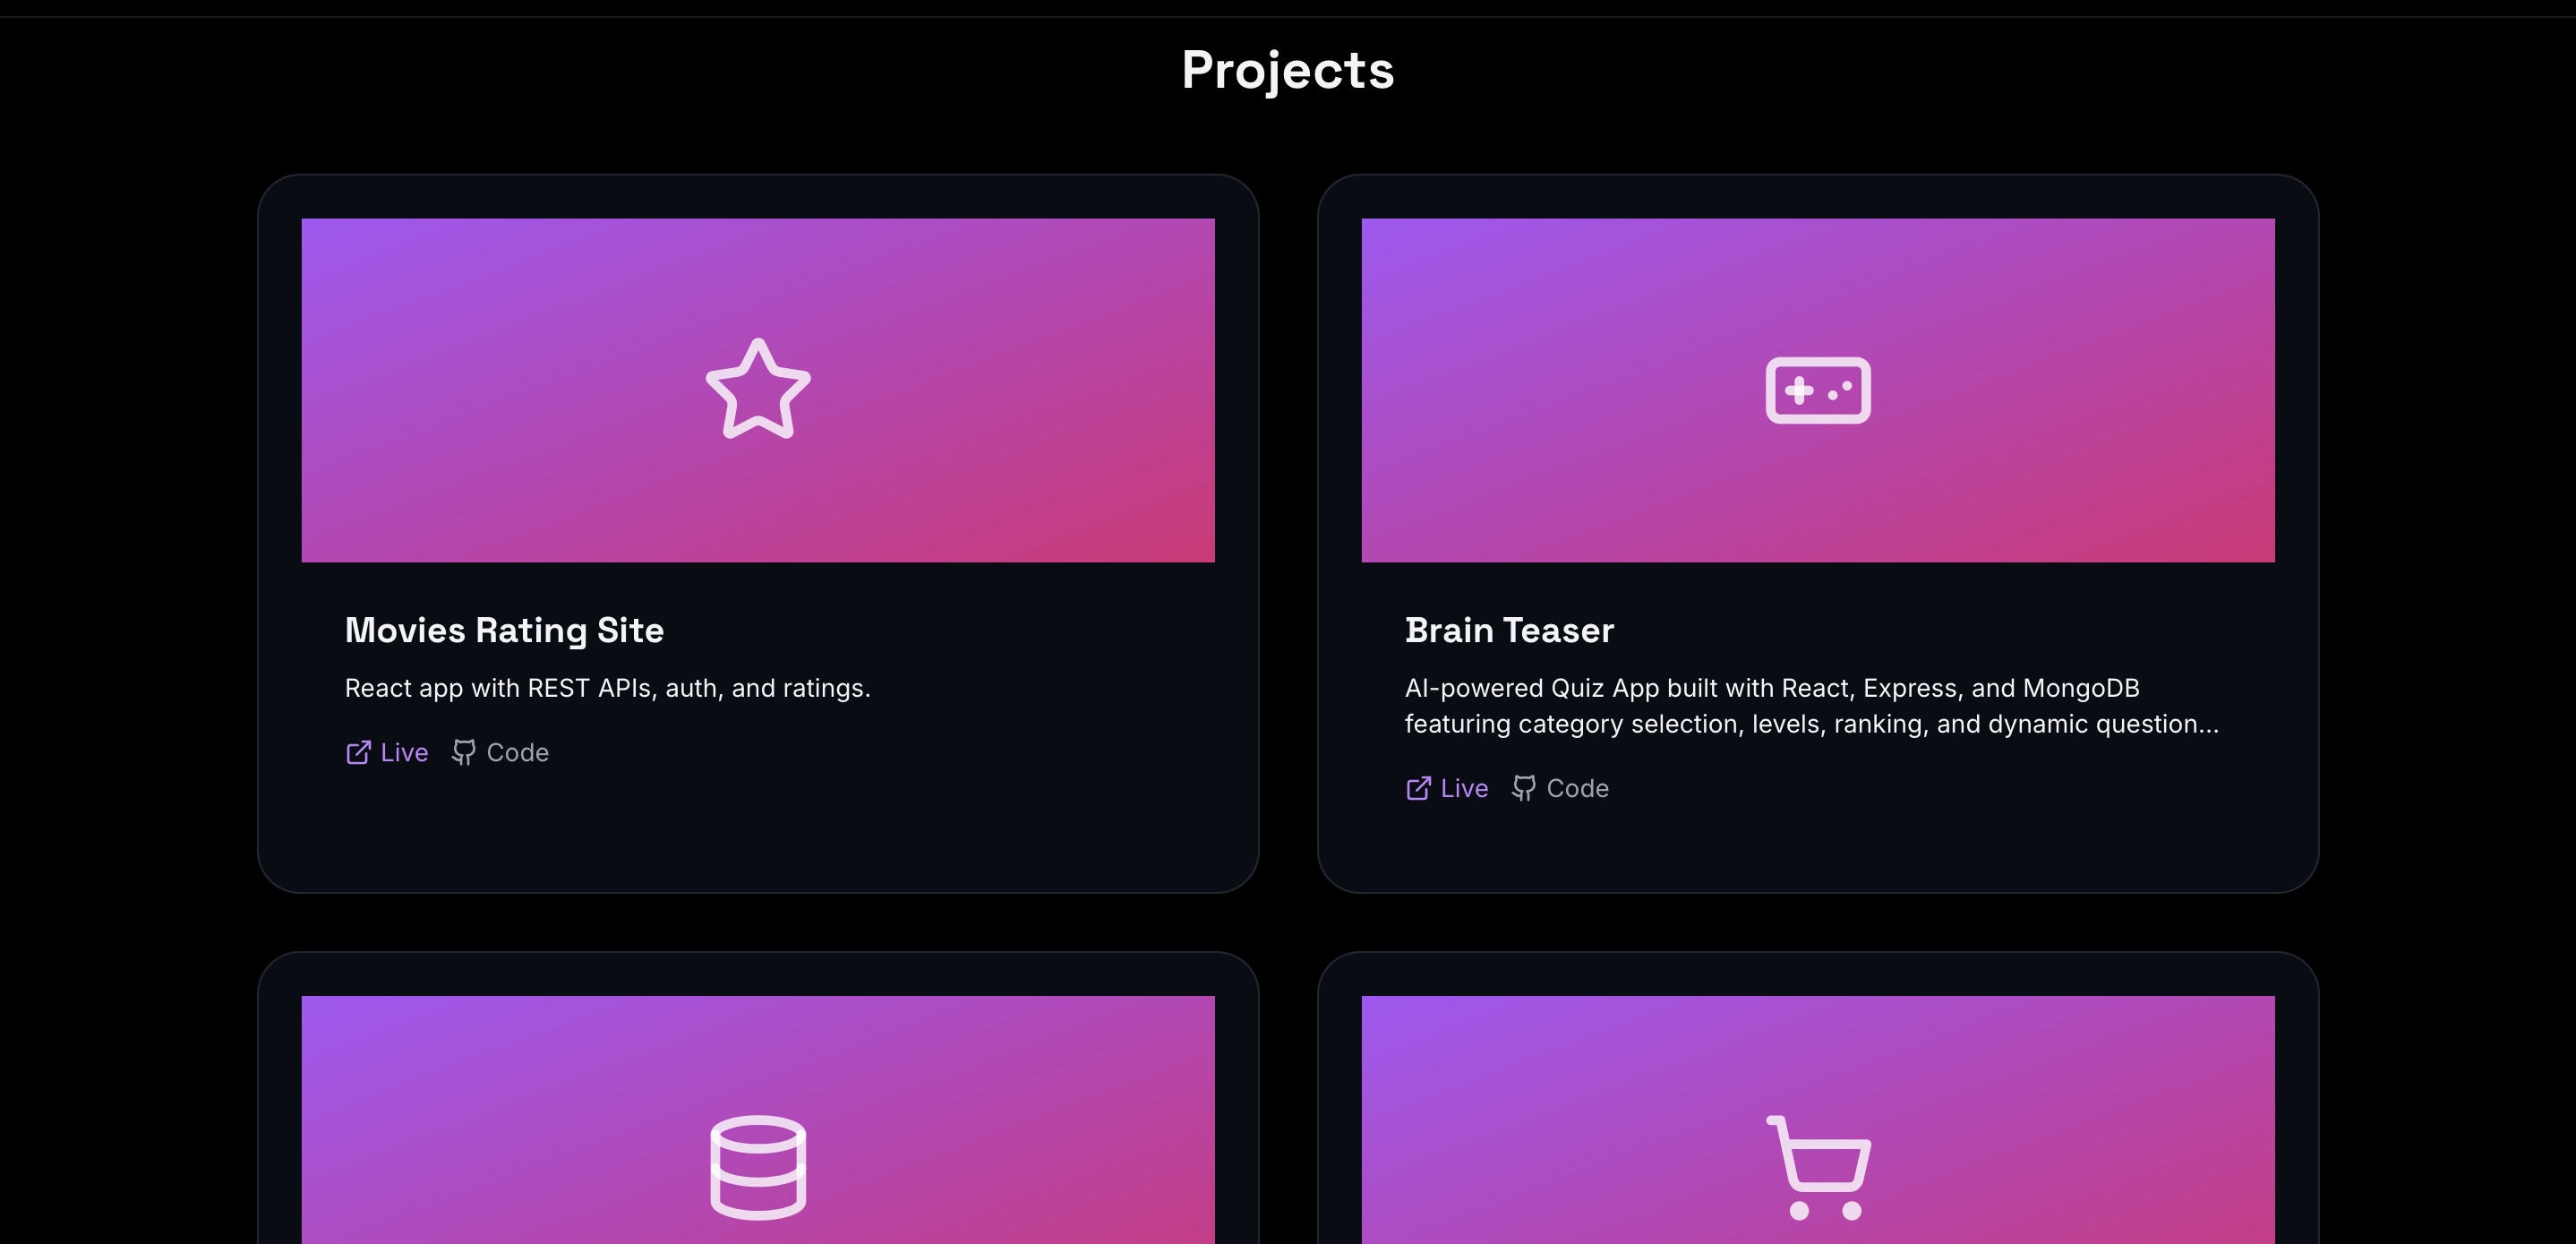 Projects
Movies Rating Site
React app with REST APIs, auth, and ratings.
Live Code
Brain Teaser
AI-powered Quiz App built with React, Express, and MongoDB
featuring category selection, levels, ranking, and dynamic question...
Live Code